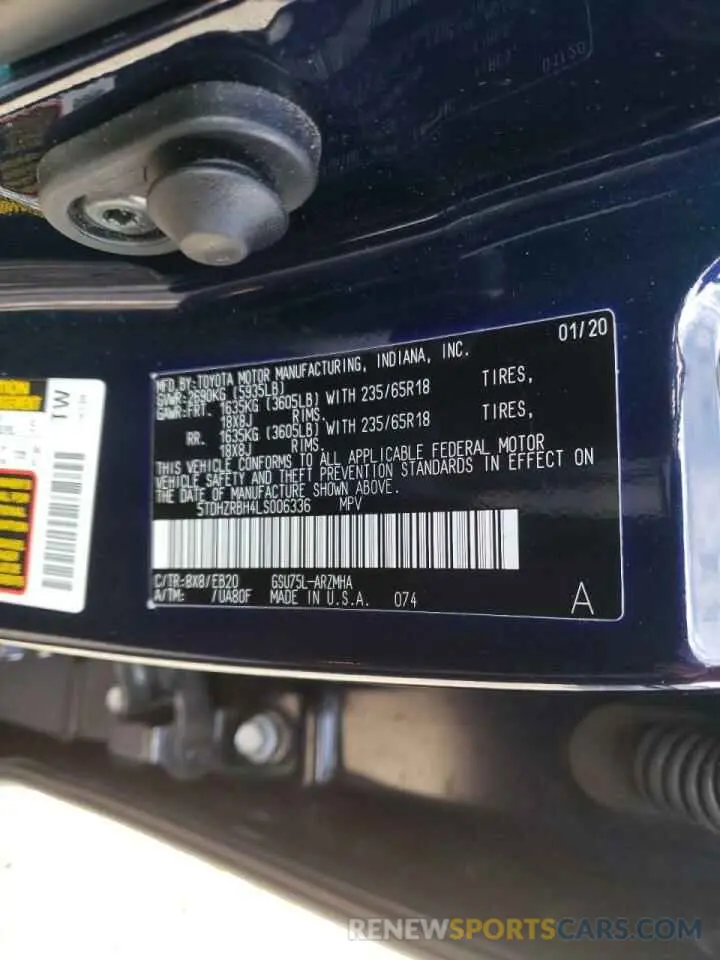 01/20
MFD.BY:TOYOTA MOTOR MANUFACTURING, INDIANA, INC.
GVWR:2690KG (5935LB)
GAWR:FRT. 1635KG (3605LB) WITH 235/65R18 TIRES,
18X8J RIMS.
RR. 1635KG (3605LB) WITH 235/65R18 TIRES,
18X8J RIMS.
THIS VEHICLE CONFORMS TO ALL APPLICABLE FEDERAL MOTOR
VEHICLE SAFETY AND THEFT PREVENTION STANDARDS IN EFFECT ON
THE DATE OF MANUFACTURE SHOWN ABOVE.
5TDHZRBH4LS006336 MPV
C/TR:8X8/EB20 GSU75L-ARZMHA
A/TM: /UA80F MADE IN U.S.A. 074
A
TW
RENEWSPORTSCARS.COM